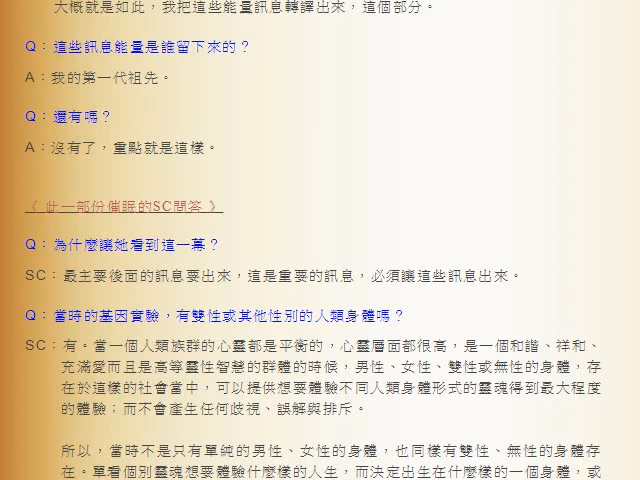 大概就是如此，我把這些能量訊息轉譯出來，這個部分。
Q：這些訊息能量是誰留下來的？
A：我的第一代祖先。
Q：還有嗎？
A：沒有了，重點就是這樣。
《 此一部份催眠的SC問答 》
Q：為什麼讓她看到這一幕？
SC：最主要後面的訊息要出來，這是重要的訊息，必須讓這些訊息出來。
Q：當時的基因實驗，有雙性或其他性別的人類身體嗎？
SC：有。當一個人類族群的心靈都是平衡的，心靈層面都很高，是一個和諧、祥和、
充滿愛而且是高等靈性智慧的群體的時候，男性、女性、雙性或無性的身體，存
在於這樣的社會當中，可以提供想要體驗不同人類身體形式的靈魂得到最大程度
的體驗；而不會產生任何歧視、誤解與排斥。
所以，當時不是只有單純的男性、女性的身體，也同樣有雙性、無性的身體存
在。單看個別靈魂想要體驗什麼樣的人生，而決定出生在什麼樣的一個身體，或